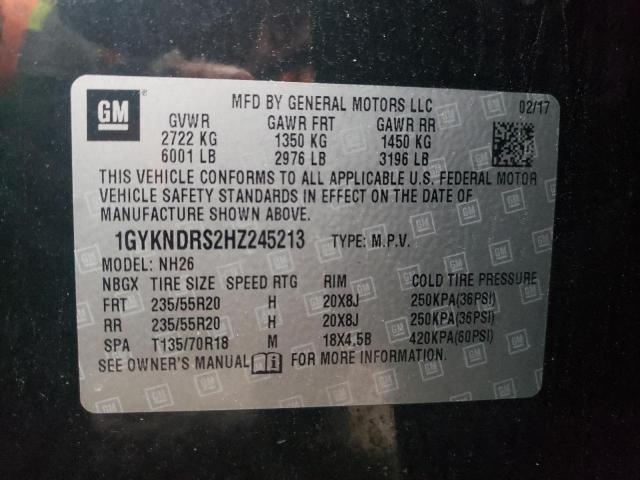 GM
MFD BY GENERAL MOTORS LLC 02/17
GVWR GAWR FRT GAWR RR
2722 KG 1350 KG 1450 KG
6001 LB 2976 LB 3196 LB
THIS VEHICLE CONFORMS TO ALL APPLICABLE U.S. FEDERAL MOTOR
VEHICLE SAFETY STANDARDS IN EFFECT ON THE DATE OF
MANUFACTURE SHOWN ABOVE.
1GYKNDRS2HZ245213 TYPE: M.P.V.
MODEL: NH26
NBGX TIRE SIZE SPEED RTG RIM COLD TIRE PRESSURE
FRT 235/55R20 H 20X8J 250KPA(36PSI)
RR 235/55R20 H 20X8J 250KPA(36PSI)
SPA T135/70R18 M 18X4.5B 420KPA(60PSI)
SEE OWNER'S MANUAL i FOR MORE INFORMATION.